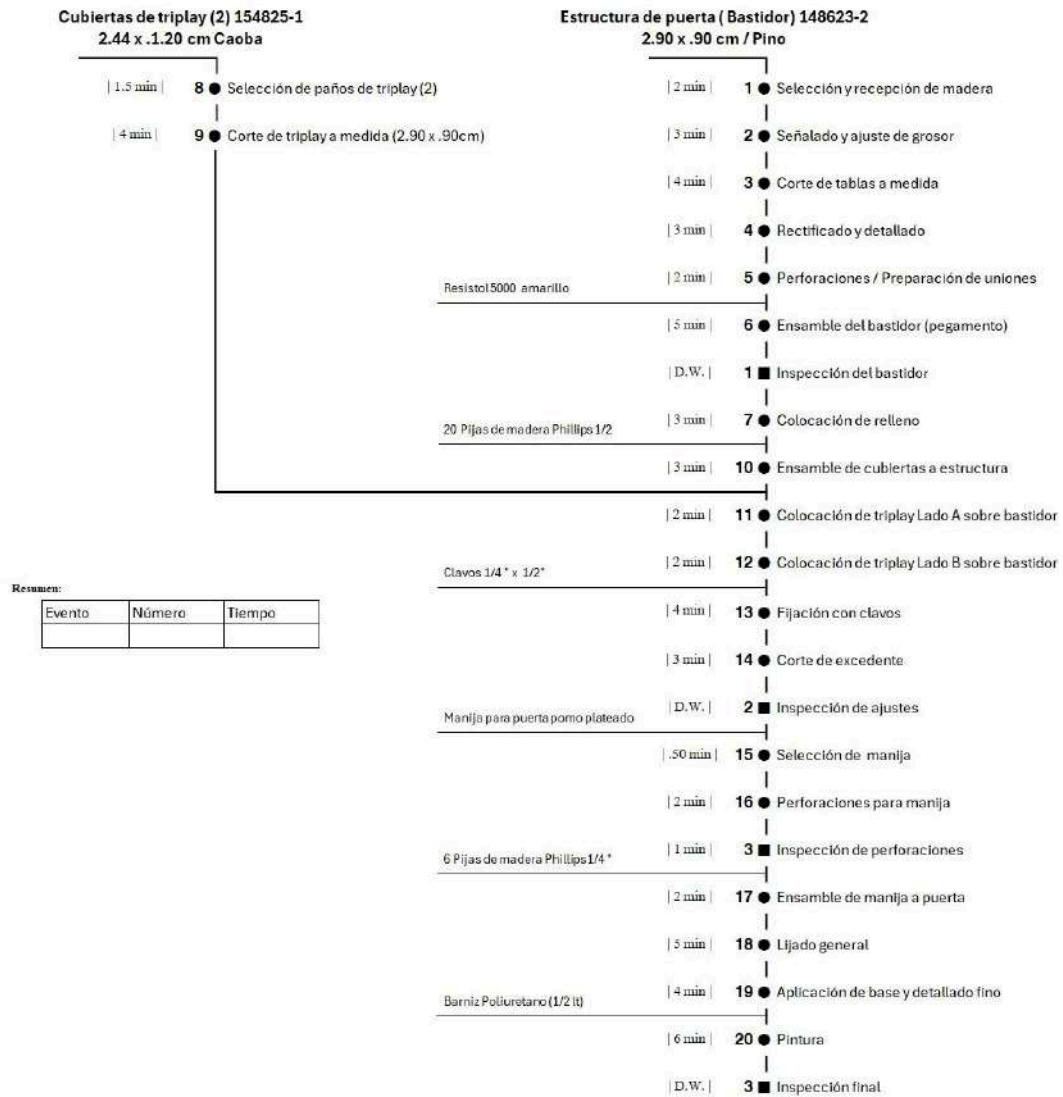 Cubiertas de triplay (2) 154825-1
2.44 x .1.20 cm Caoba
| 1.5 min | 8 Selección de paños de triplay (2)
| 4 min | 9 Corte de triplay a medida (2.90 x .90cm)
Estructura de puerta ( Bastidor) 148623-2
2.90 x .90 cm / Pino
| 2 min | 1 Selección y recepción de madera
| 3 min | 2 Señalado y ajuste de grosor
| 4 min | 3 Corte de tablas a medida
| 3 min | 4 Rectificado y detallado
| 2 min | 5 Perforaciones / Preparación de uniones
Resistol 5000 amarillo
| 5 min | 6 Ensamble del bastidor (pegamento)
| D.W. | 1 Inspección del bastidor
| 3 min | 7 Colocación de relleno
20 Pijas de madera Phillips 1/2
| 3 min | 10 Ensamble de cubiertas a estructura
| 2 min | 11 Colocación de triplay Lado A sobre bastidor
| 2 min | 12 Colocación de triplay Lado B sobre bastidor
Clavos 1/4 " x 1/2"
| 4 min | 13 Fijación con clavos
| 3 min | 14 Corte de excedente
| D.W. | 2 Inspección de ajustes
Manija para puerta pomo plateado
| .50 min | 15 Selección de manija
| 2 min | 16 Perforaciones para manija
| 1 min | 3 Inspección de perforaciones
6 Pijas de madera Phillips 1/4 "
| 2 min | 17 Ensamble de manija a puerta
| 5 min | 18 Lijado general
| 4 min | 19 Aplicación de base y detallado fino
Barniz Poliuretano (1/2 lt)
| 6 min | 20 Pintura
| D.W. | 3 Inspección final
Resumen:
Evento Número Tiempo